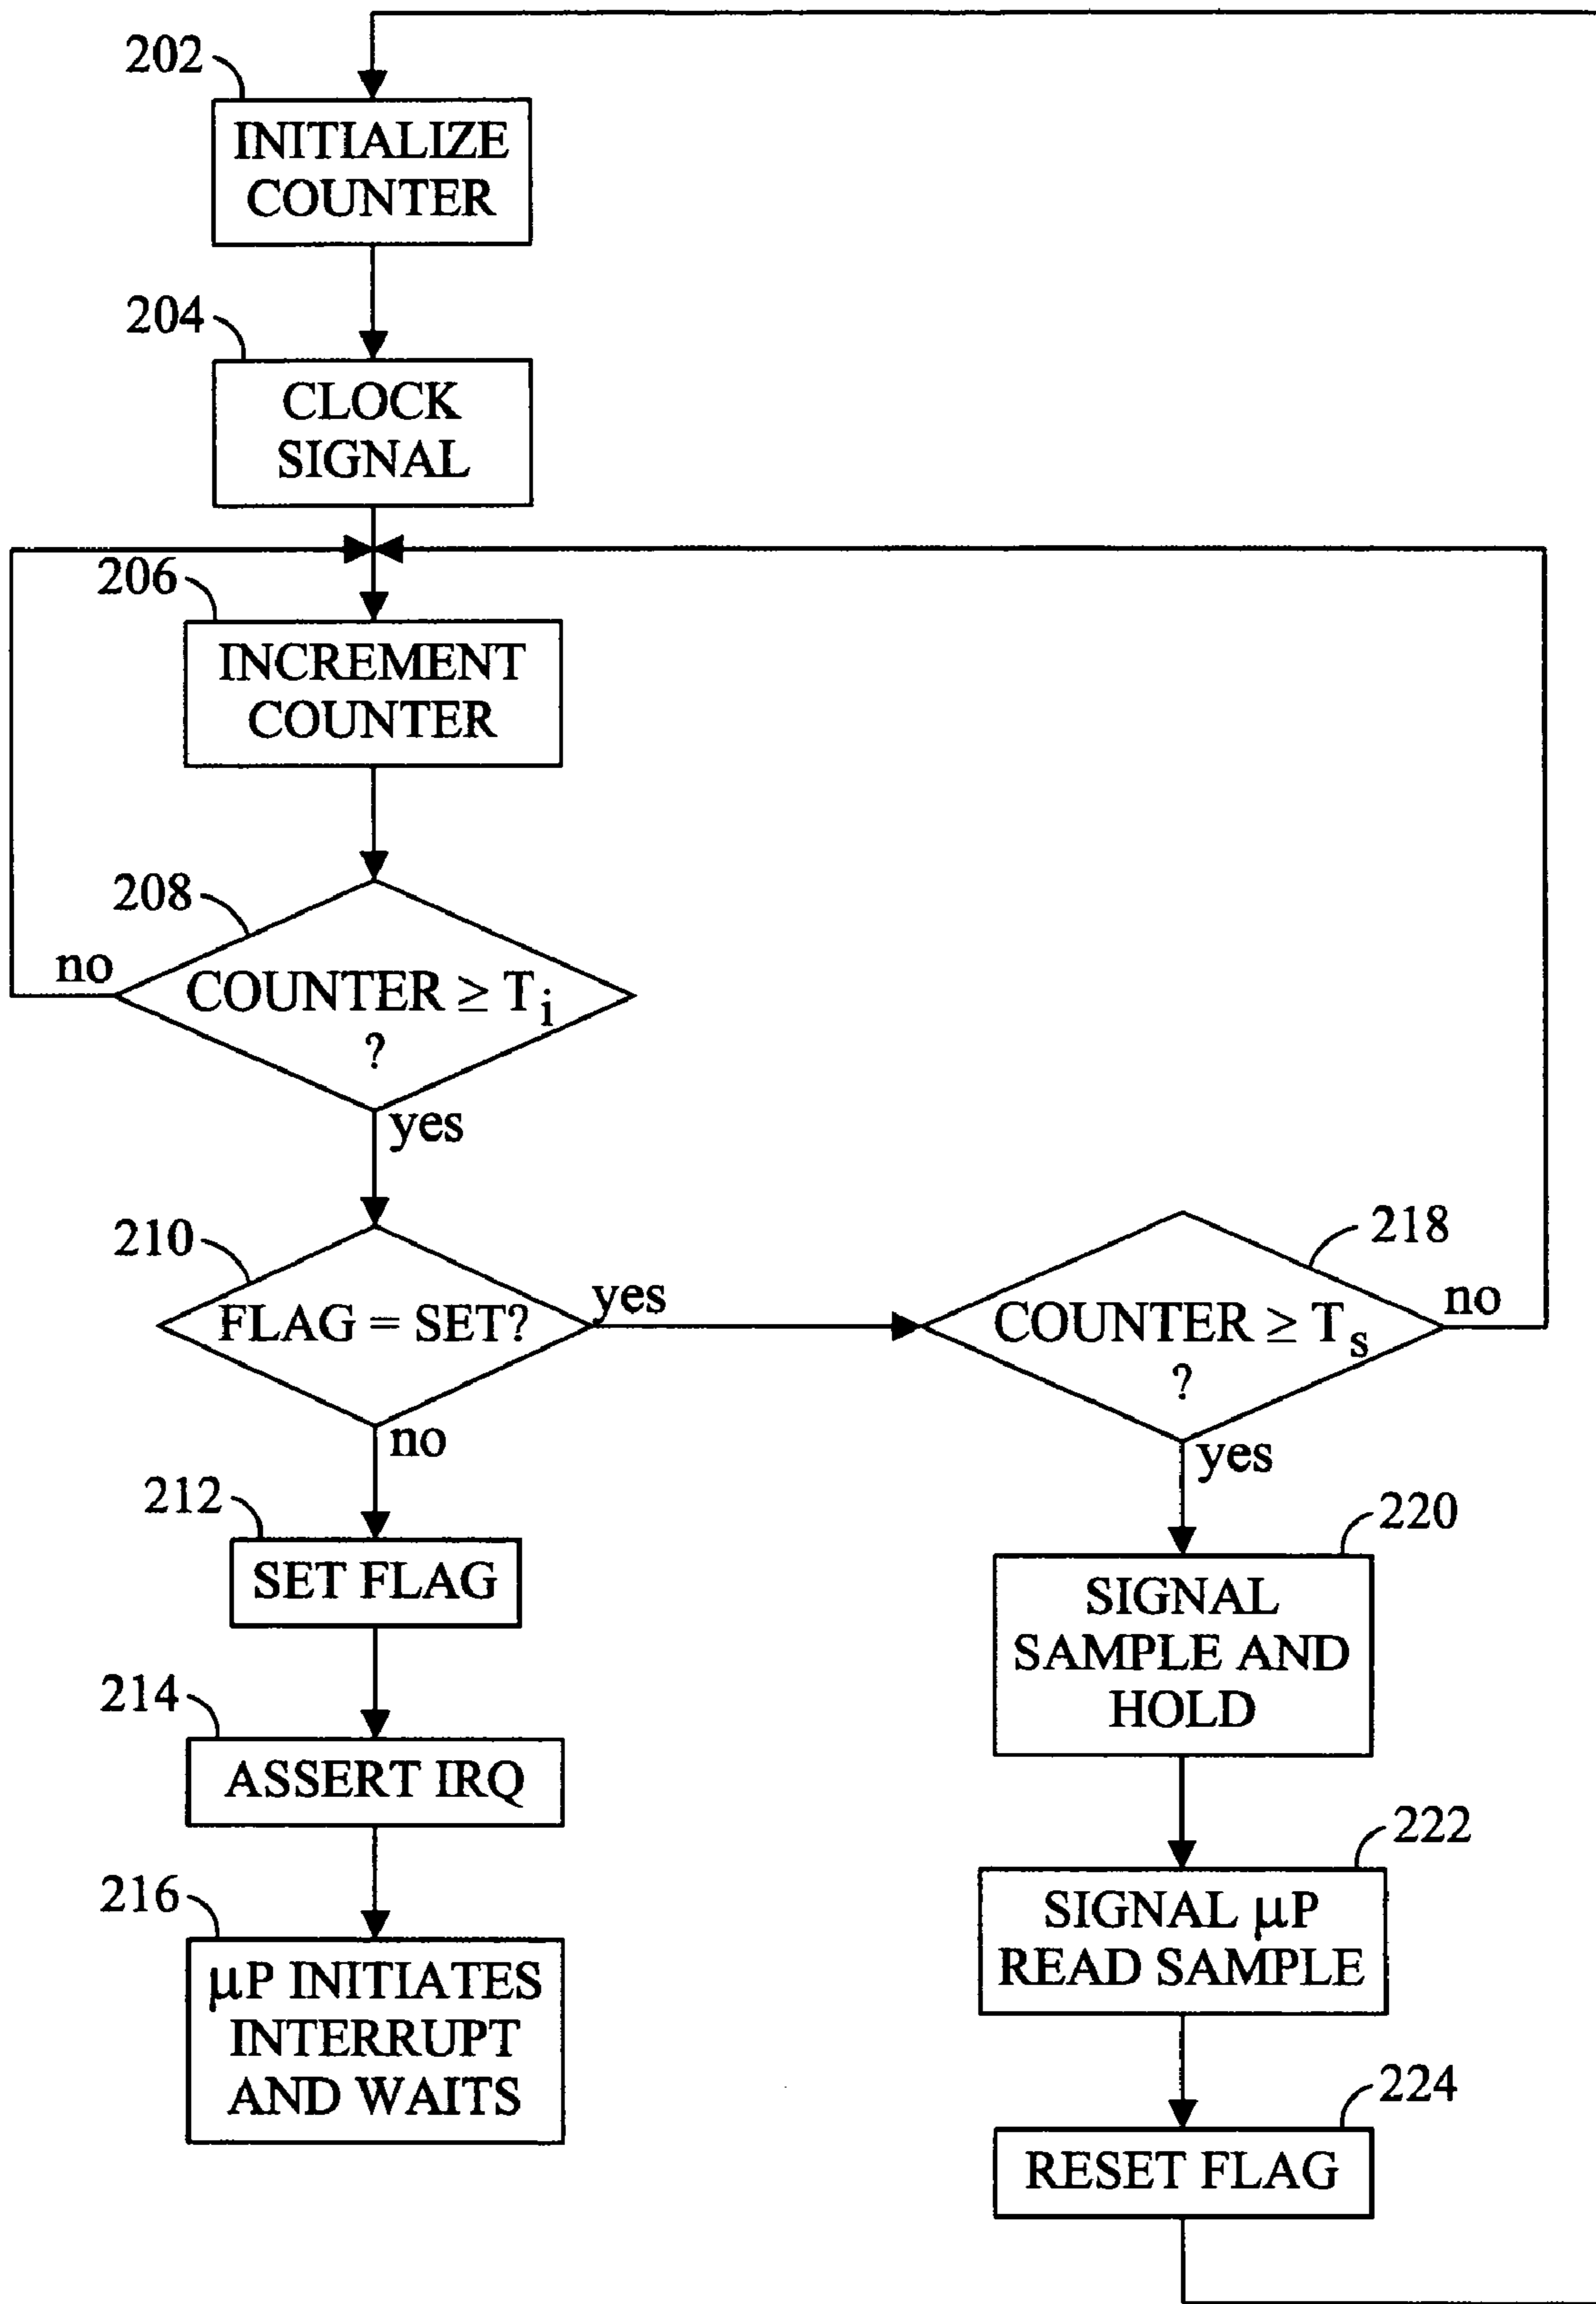 202
INITIALIZE
COUNTER
204
CLOCK
SIGNAL
206
INCREMENT
COUNTER
208
no
COUNTER ≥ Ti
?
yes
210
FLAG = SET?
yes
no
218
COUNTER ≥ Ts
?
no
yes
212
SET FLAG
214
ASSERT IRQ
216
µP INITIATES
INTERRUPT
AND WAITS
220
SIGNAL
SAMPLE AND
HOLD
222
SIGNAL µP
READ SAMPLE
224
RESET FLAG